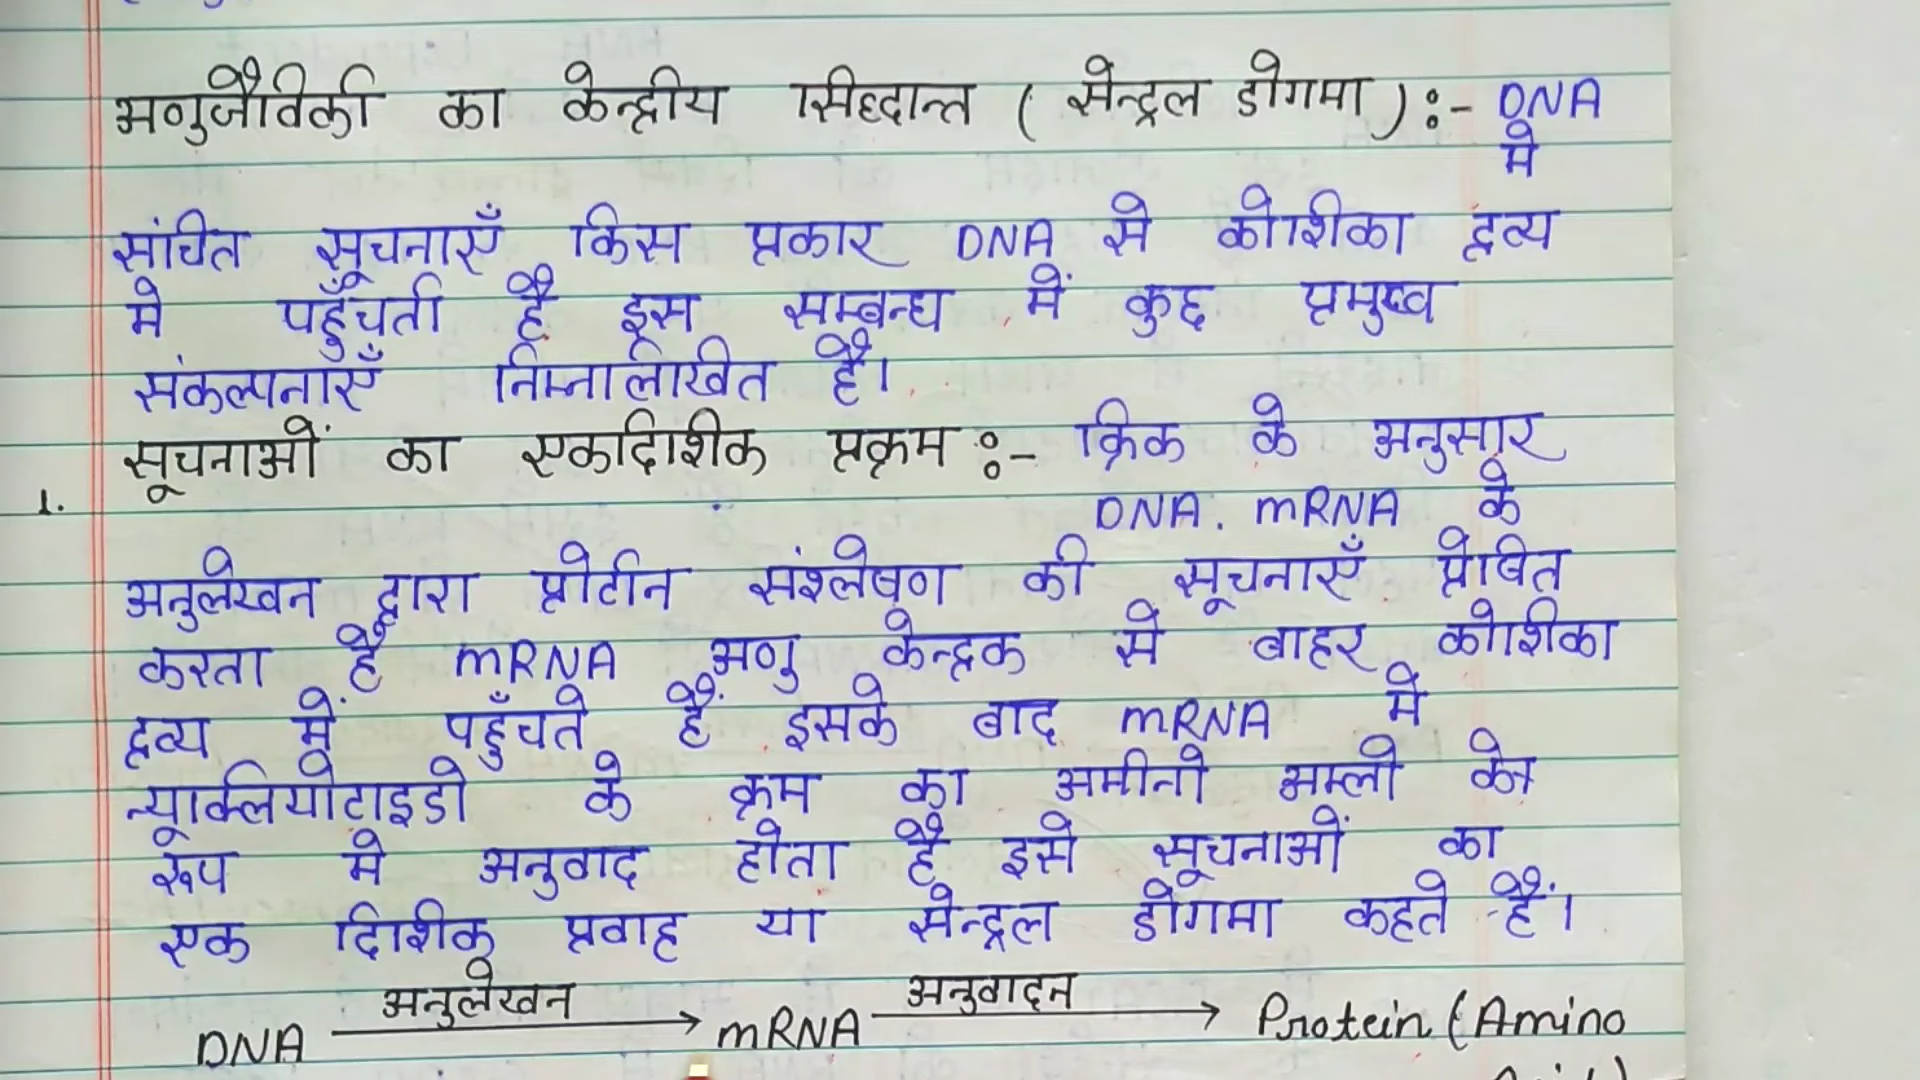 अणुजैविकी का केन्द्रीय सिद्दान्त ( सेन्ट्रल डोगमा ) :- DNA
मे
संचित सूचनाएँ किस प्रकार DNA से कोशिका द्रव्य
मे पहुँचती है इस सम्बन्ध में कुछ प्रमुख
संकल्पनाएँ निम्नलिखित है।
सूचनाओं का एकदिशिक प्रक्रम :- क्रिक के अनुसार
1.
DNA. mRNA के
अनुलेखन द्वारा प्रोटीन संश्लेषण की सूचनाएँ प्रेषित
करता है mRNA अणु केन्द्रक से बाहर कोशिका
द्रव्य में पहुँचते हैं इसके बाद mRNA मे
न्यूक्लियोटाइडो के क्रम का अमीनो अम्लो के
रूप मे अनुवाद होता है इसे सूचनाओं का
एक दिशिक प्रवाह या सेन्ट्रल डोगमा कहते हैं।
DNA अनुलेखन → mRNA अनुवादन → Protein (Amino